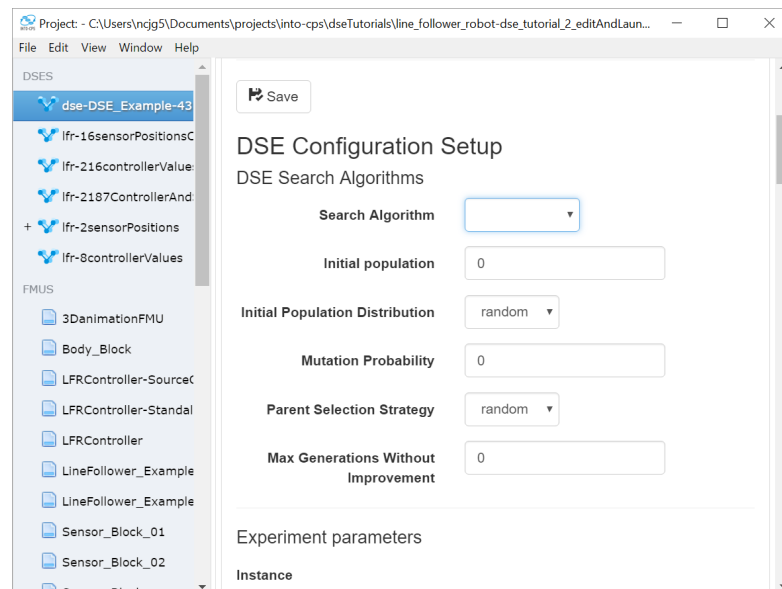 Project: - C:\Users\ncjg5\Documents\projects\into-cps\dseTutorials\line_follower_robot-dse_tutorial_2_editAndLaun...
File Edit View Window Help
DSES
dse-DSE_Example-43
lfr-16sensorPositionsC
lfr-216controllerValue
lfr-2187ControllerAnd
+ lfr-2sensorPositions
lfr-8controllerValues
FMUS
3DanimationFMU
Body_Block
LFRController-SourceC
LFRController-Standal
LFRController
LineFollower_Example
LineFollower_Example
Sensor_Block_01
Sensor_Block_02
Save
DSE Configuration Setup
DSE Search Algorithms
Search Algorithm
Initial population 0
Initial Population Distribution random
Mutation Probability 0
Parent Selection Strategy random
Max Generations Without 0
Improvement
Experiment parameters
Instance